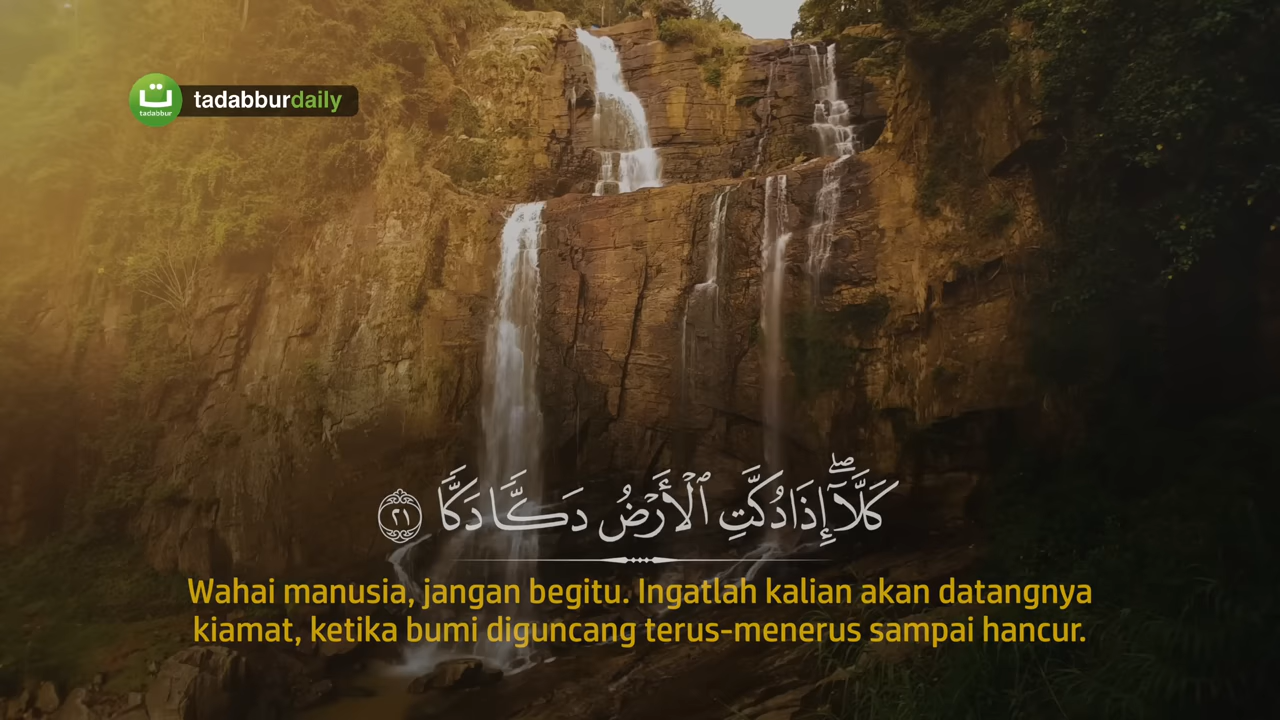 ت tadabburdaily
tadabbur
كَلَّآۖ إِذَا دُكَّتِ ٱلْأَرْضُ دَكًّا دَكًّا ٢١
Wahai manusia, jangan begitu. Ingatlah kalian akan datangnya
kiamat, ketika bumi diguncang terus-menerus sampai hancur.